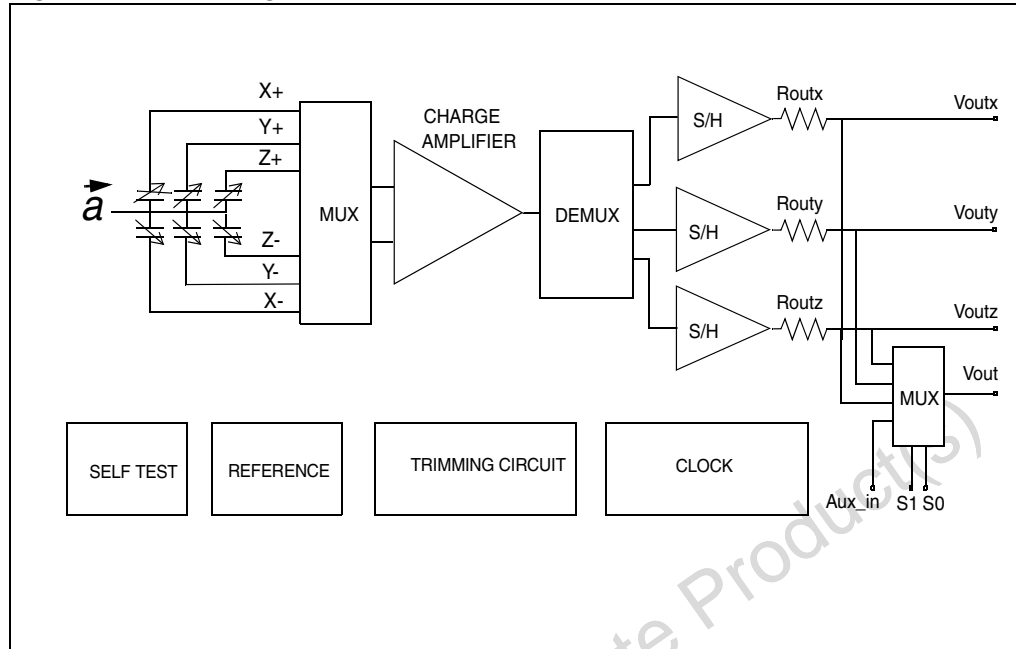 X+
Y+
Z+
a
Z-
Y-
X-
MUX
CHARGE
AMPLIFIER
DEMUX
S/H
S/H
S/H
Routx
Routy
Routz
Voutx
Vouty
Voutz
Vout
MUX
Aux_in
S1 S0
SELF TEST
REFERENCE
TRIMMING CIRCUIT
CLOCK
Product(s)